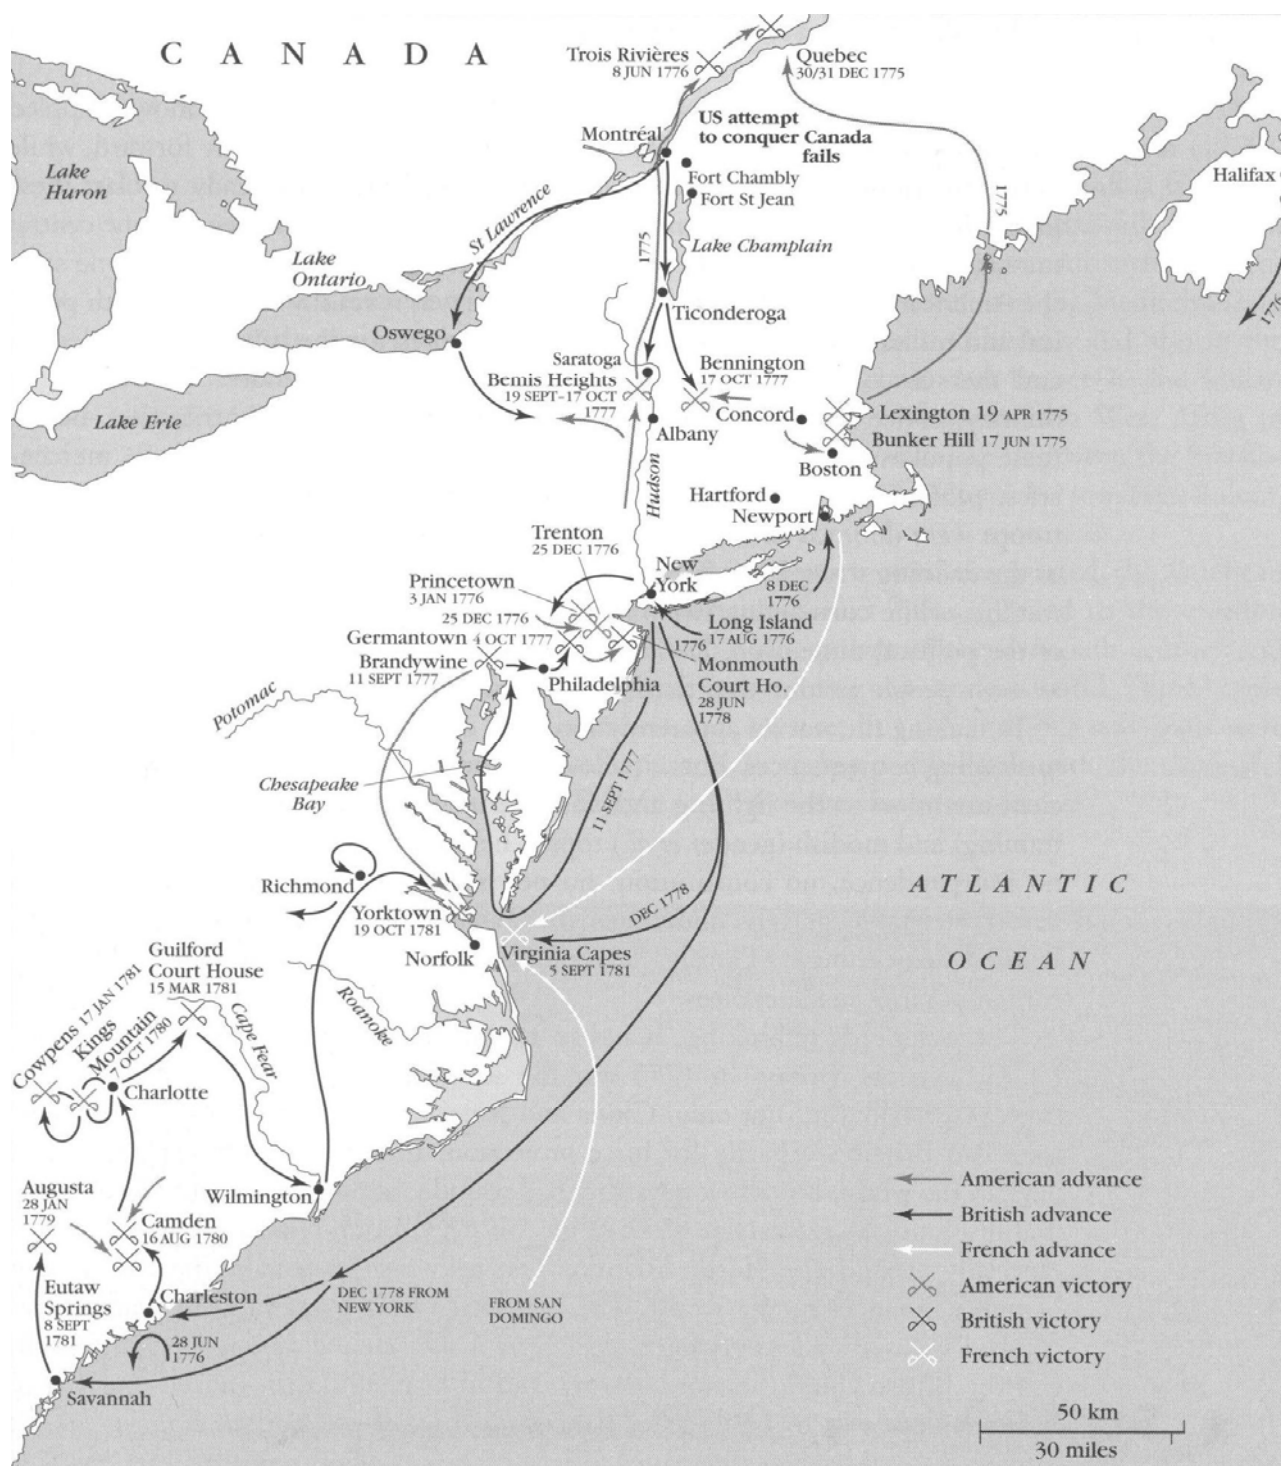 CANADA
Trois Rivières
8 JUN 1776
Quebec
30/31 DEC 1775
US attempt
to conquer Canada
fails
Montréal
Fort Chambly
Fort St Jean
Halifax
Lake
Huron
St Lawrence
1775
1775
Lake Champlain
Lake
Ontario
1776
Ticonderoga
Oswego
Saratoga
Bemis Heights
19 SEPT–17 OCT
1777
Bennington
17 OCT 1777
Lake Erie
Concord
Lexington 19 APR 1775
Albany
Bunker Hill 17 JUN 1775
Boston
Hudson
Hartford
Newport
Trenton
25 DEC 1776
New
York
8 DEC
1776
Princetown
3 JAN 1776
25 DEC 1776
Long Island
17 AUG 1776
1776
Germantown 4 OCT 1777
Brandywine
11 SEPT 1777
Philadelphia
Monmouth
Court Ho.
28 JUN
1778
Potomac
Chesapeake
Bay
11 SEPT 1777
Richmond
ATLANTIC
OCEAN
DEC 1778
Yorktown
19 OCT 1781
Norfolk
Virginia Capes
5 SEPT 1781
Guilford
Court House
15 MAR 1781
Cowpens 17 JAN 1781
Kings
Mountain
7 OCT 1780
Cape Fear
Roanoke
Charlotte
Wilmington
Augusta
28 JAN
1779
Camden
16 AUG 1780
Eutaw
Springs
8 SEPT
1781
Charleston
DEC 1778 FROM
NEW YORK
FROM SAN
DOMINGO
28 JUN
1776
Savannah
American advance
British advance
French advance
American victory
British victory
French victory
50 km
30 miles